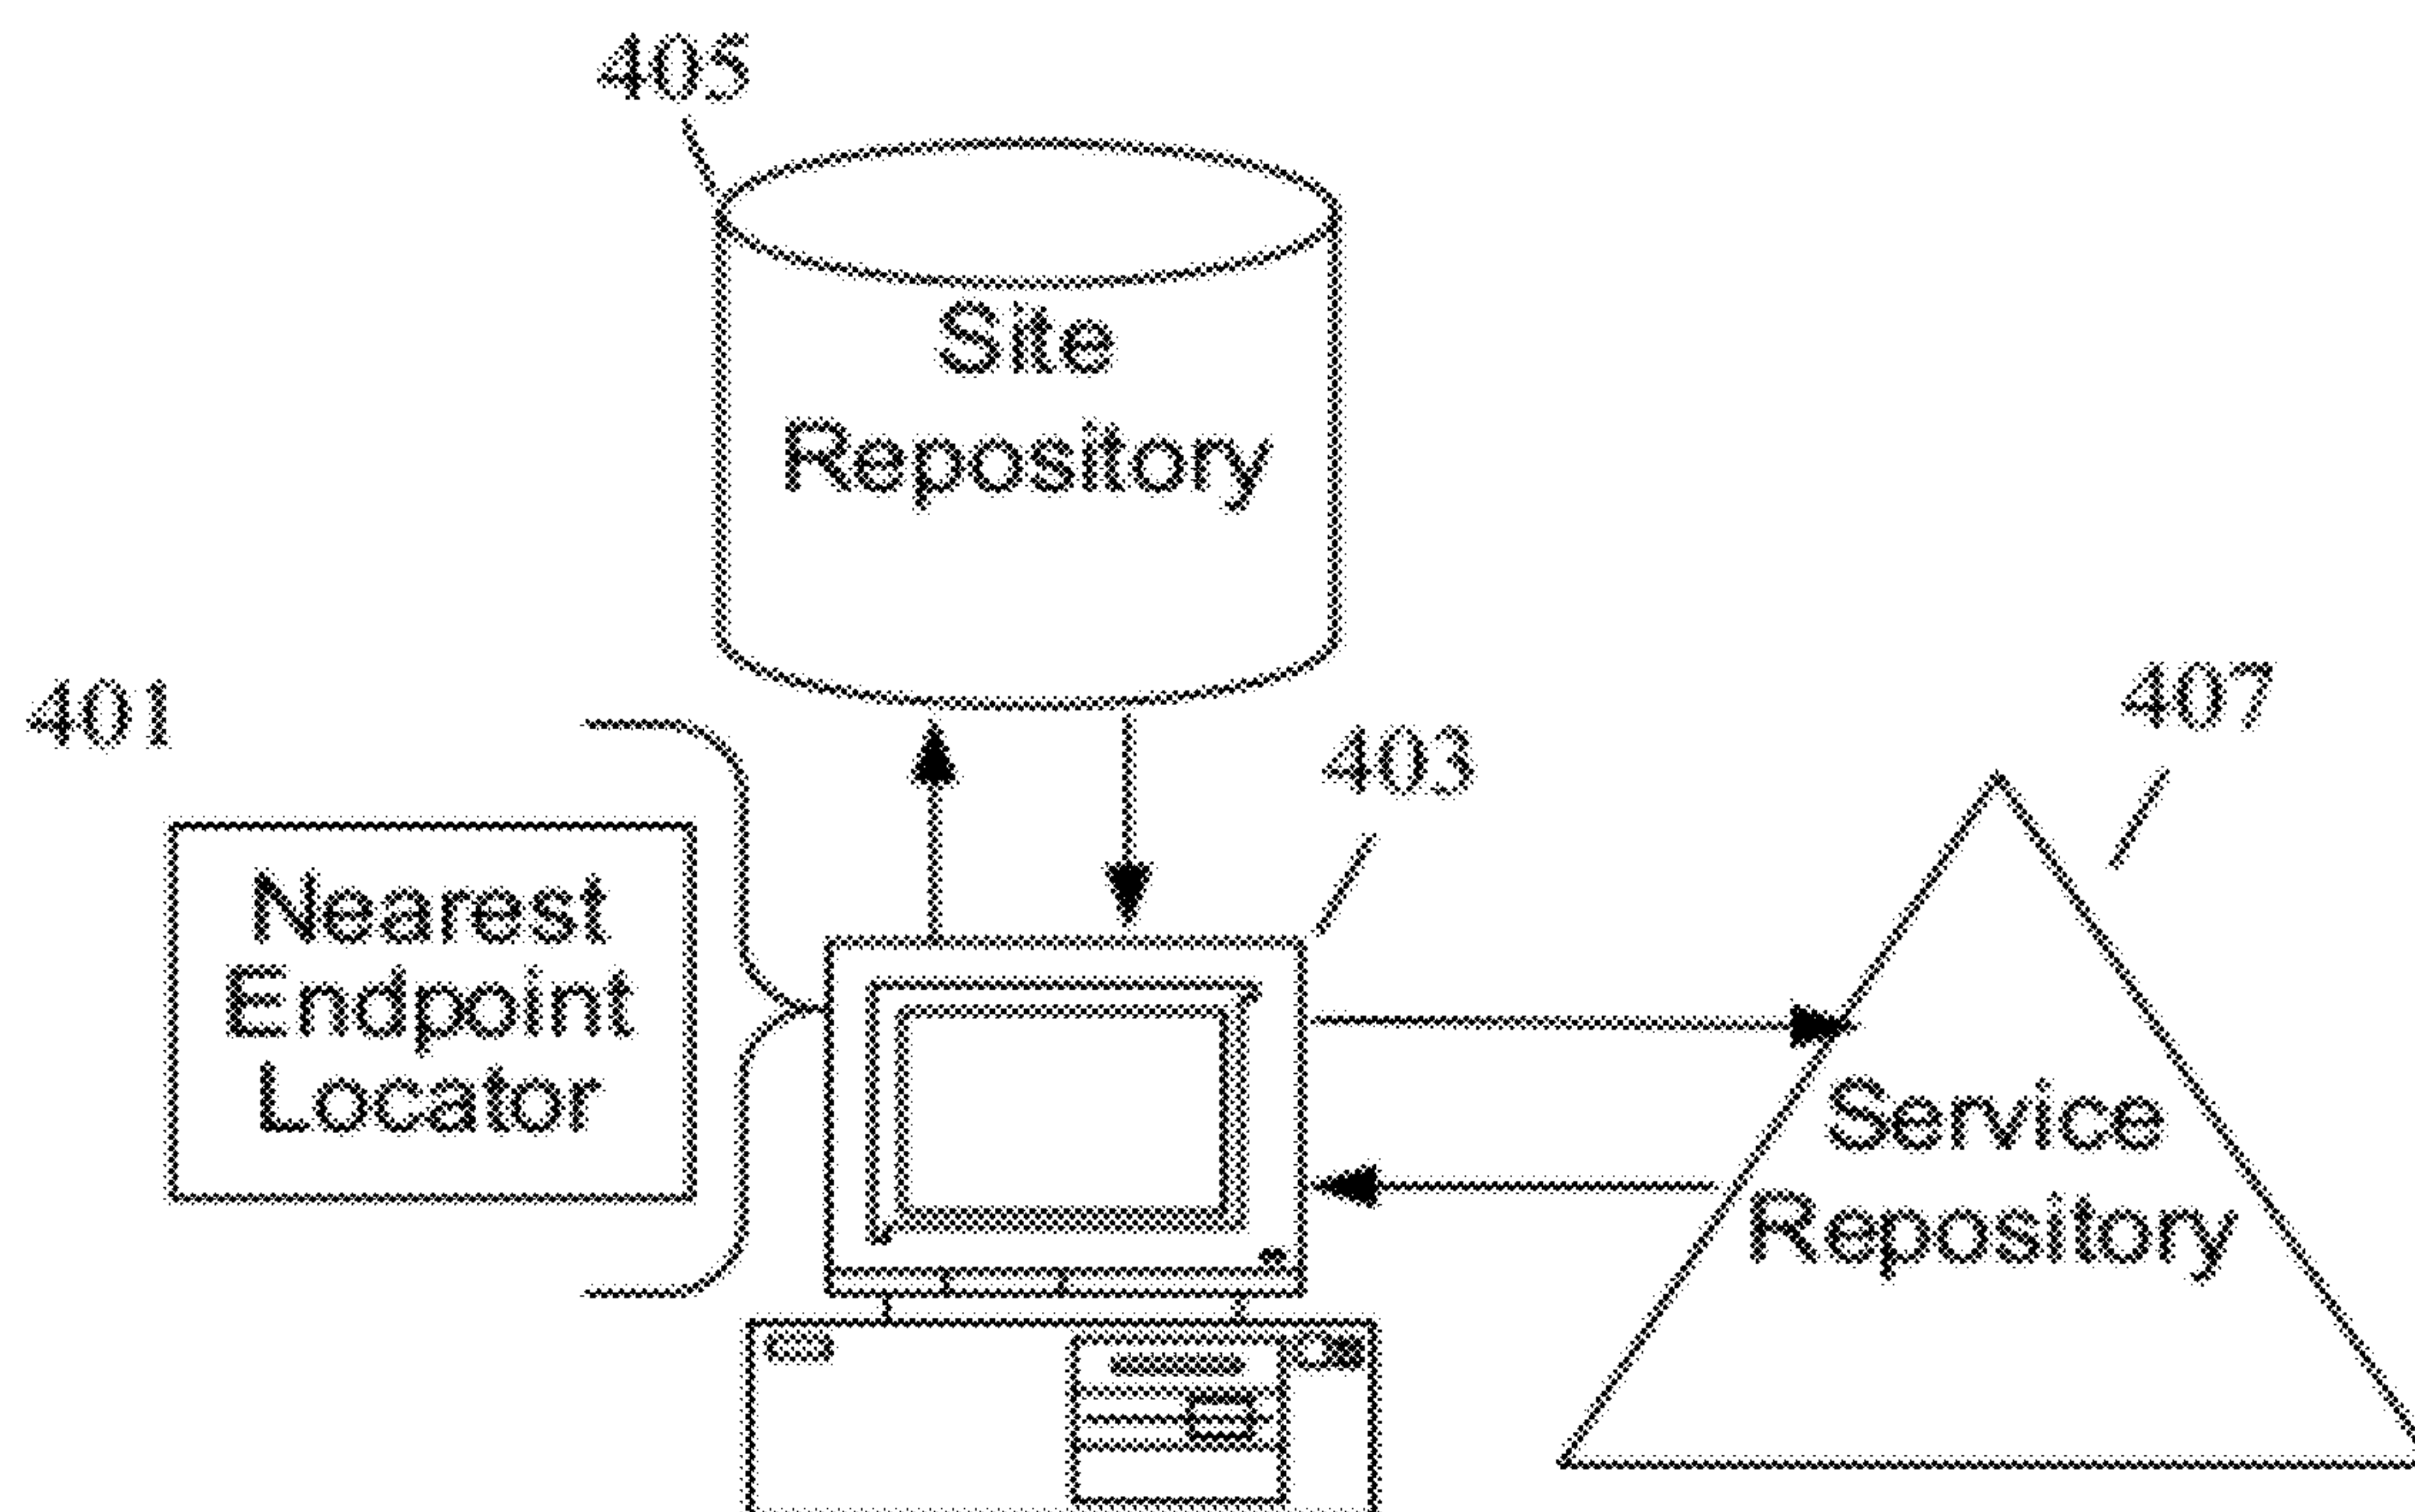 405
Site
Repository
401
403
407
Nearest
Endpoint
Locator
Service
Repository